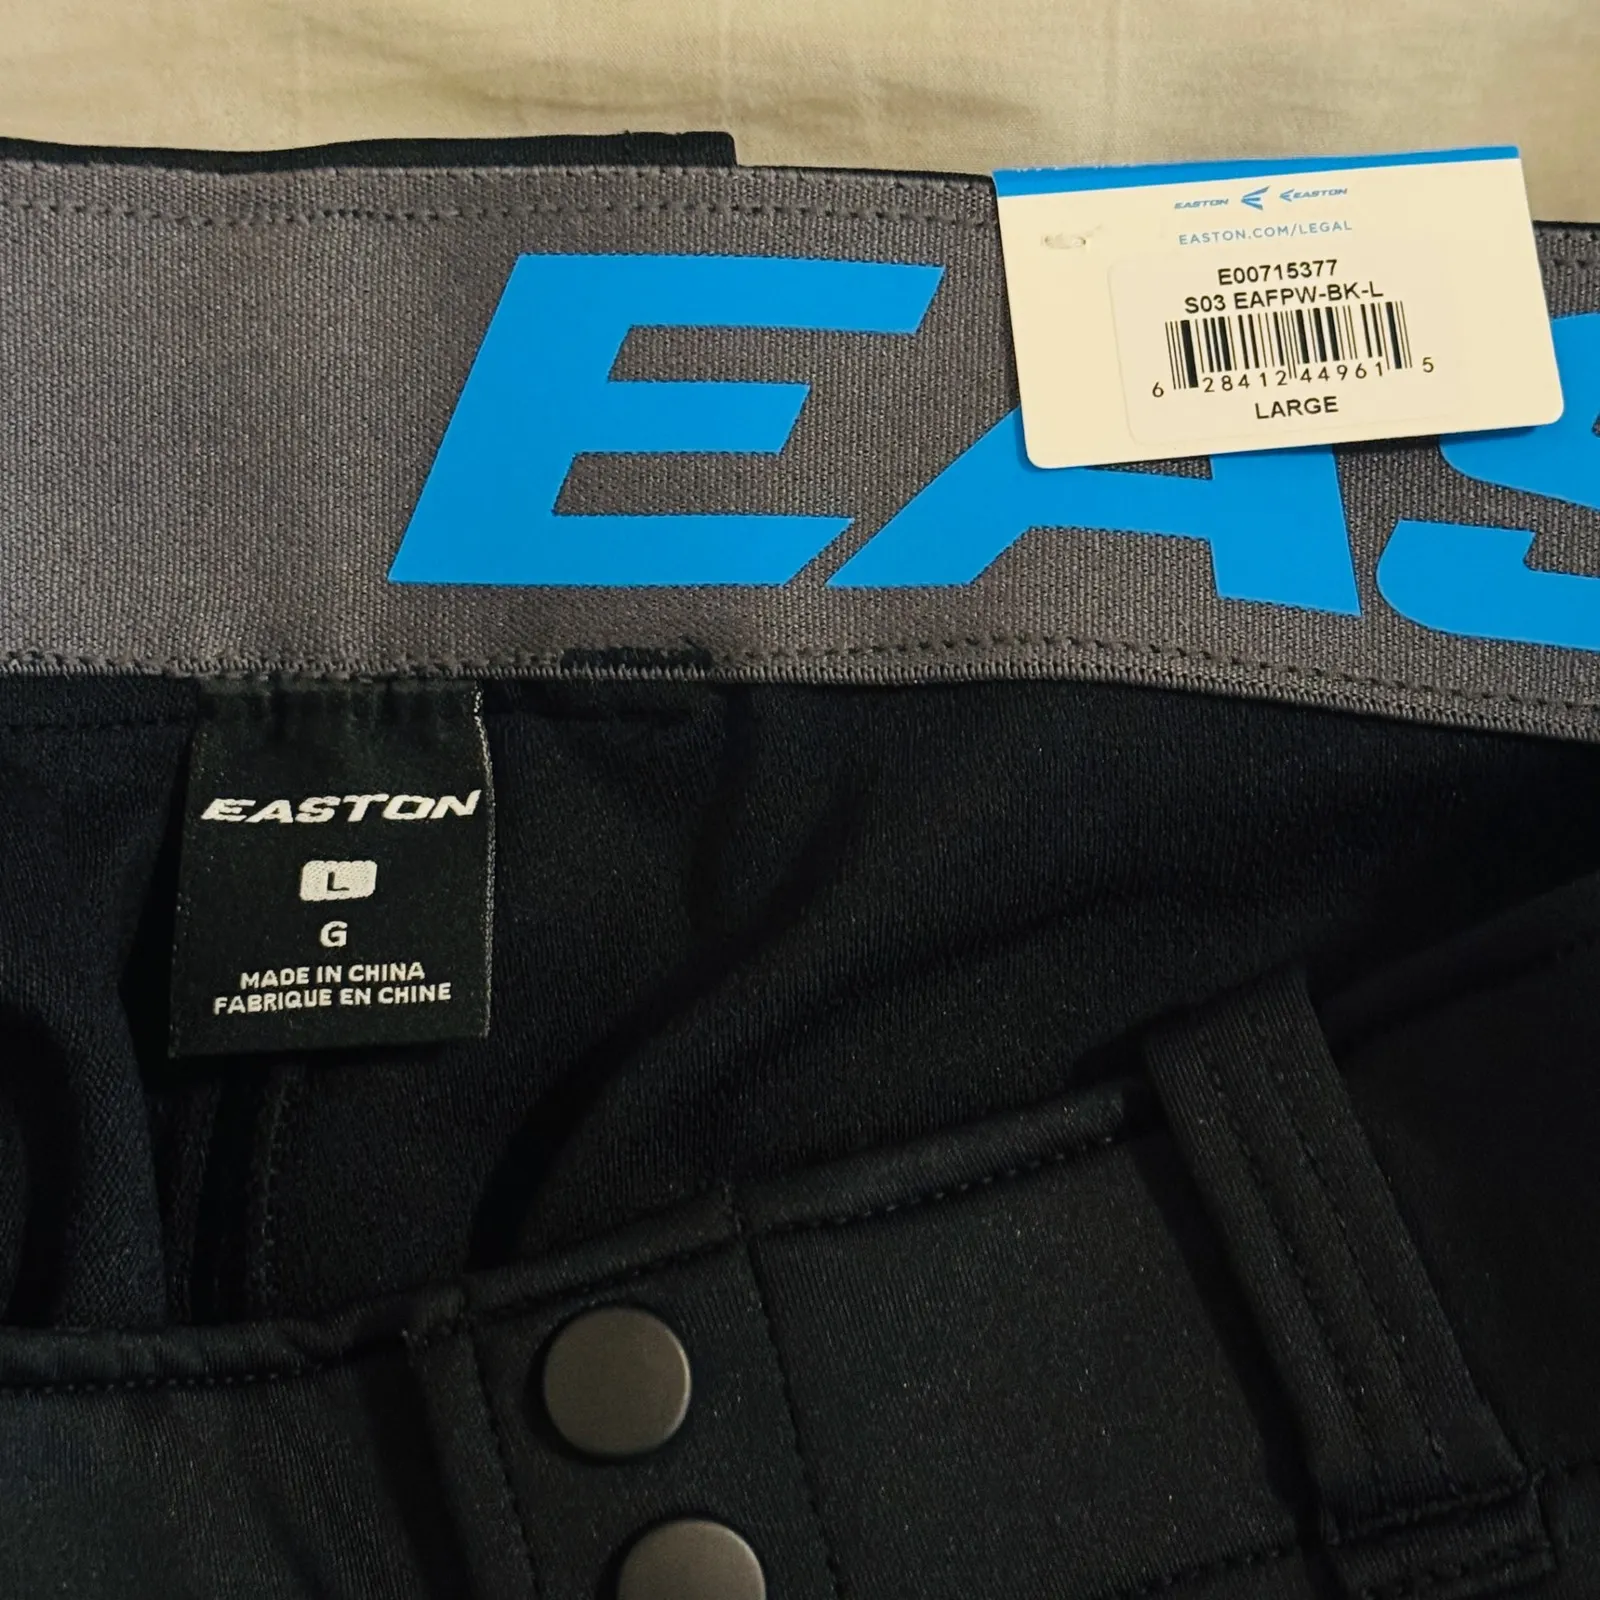 EASTON EASTON
EASTON.COM/LEGAL
E00715377
S03 EAFPW-BK-L
6 28412 44961 5
LARGE
EAS
EASTON
L
G
MADE IN CHINA
FABRIQUE EN CHINE